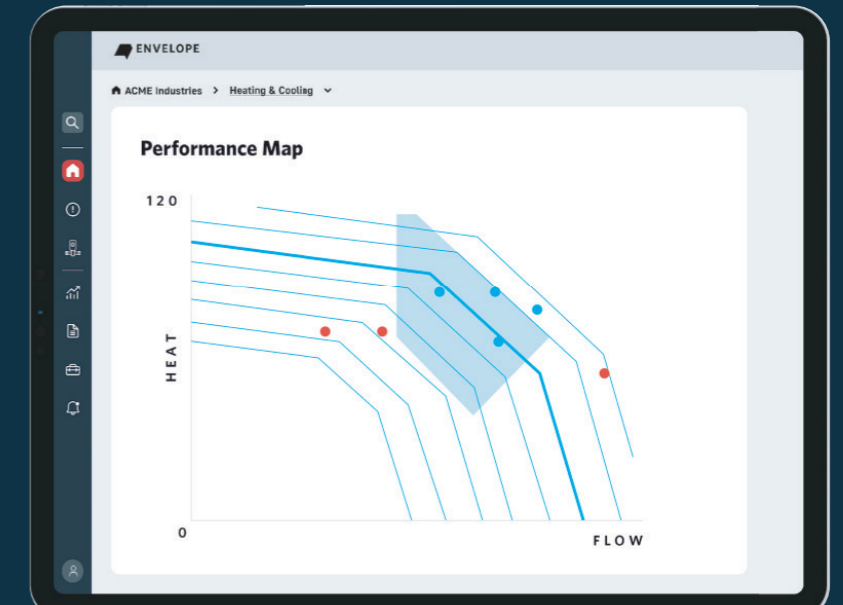 ENVELOPE
ACME Industries > Heating & Cooling
Performance Map
120
HEAT
0
FLOW